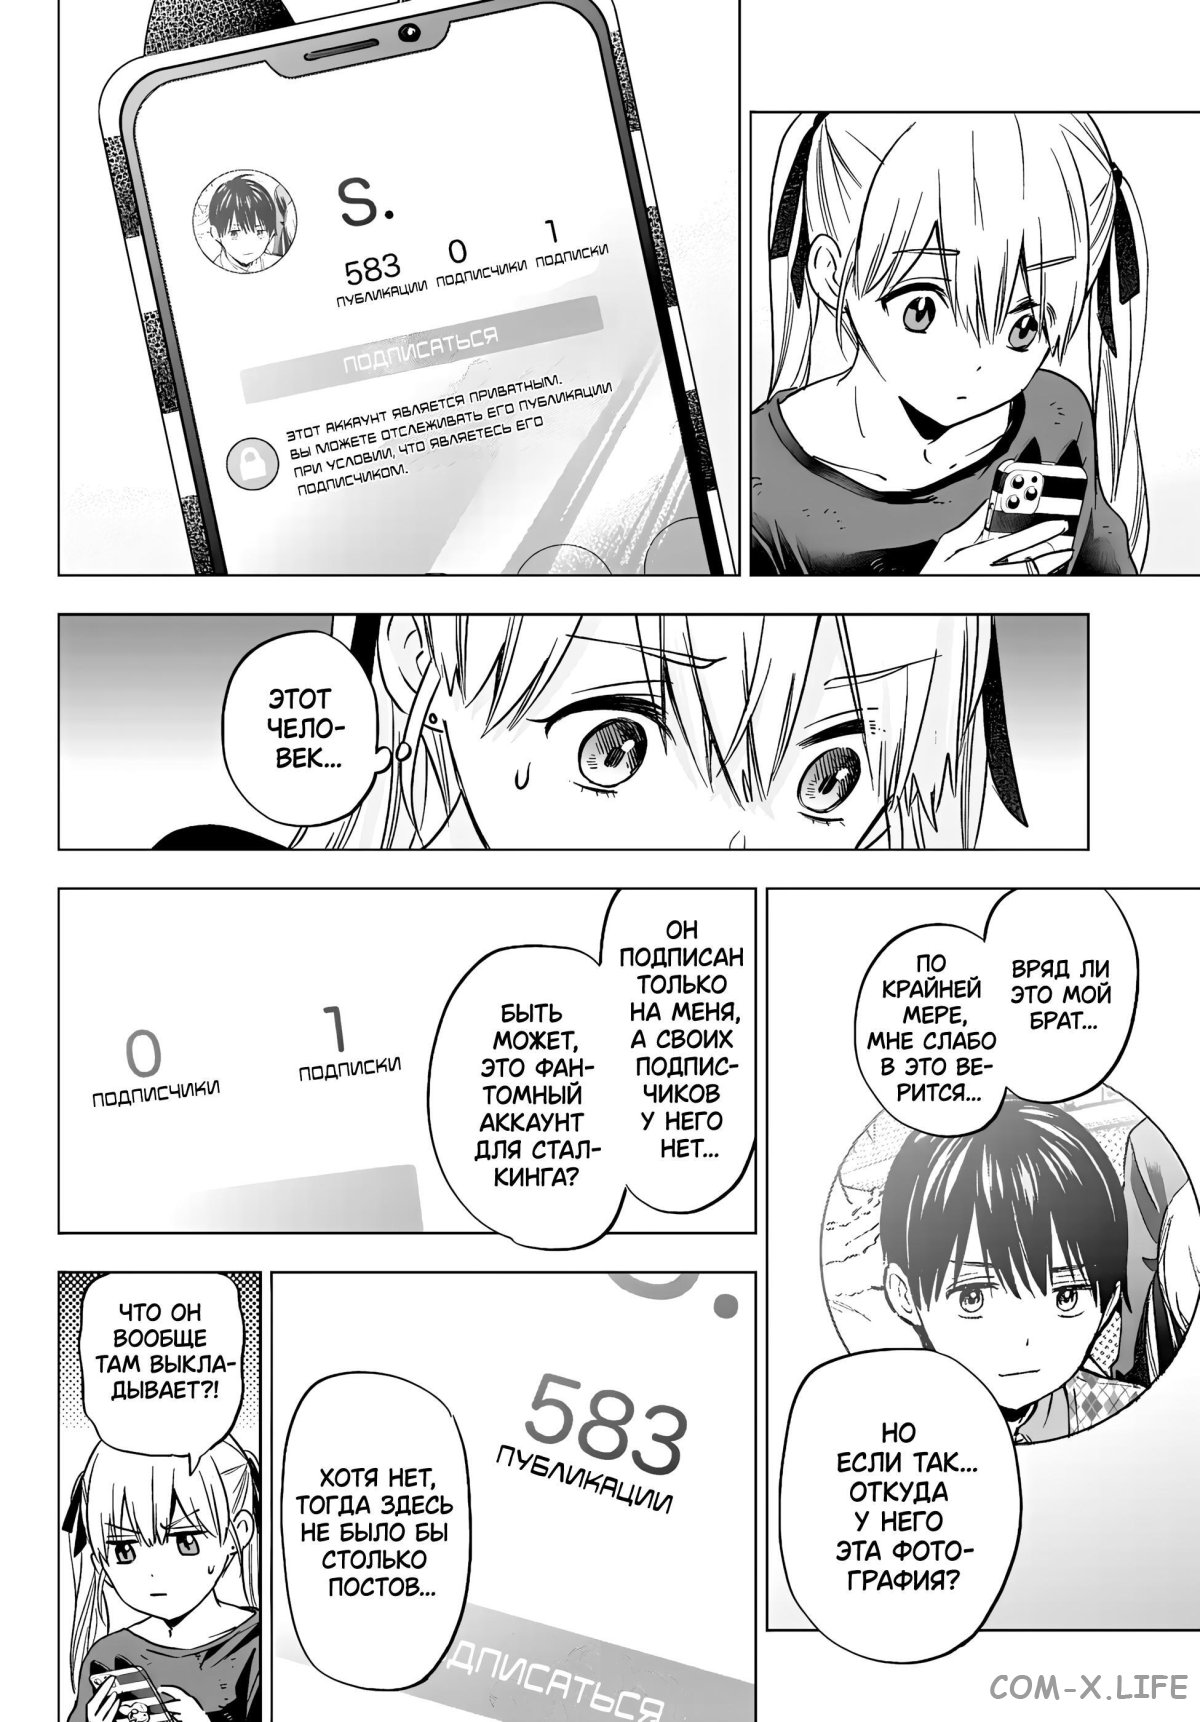 S.
583
0
1
ПУБЛИКАЦИИ
ПОДПИСЧИКИ
ПОДПИСКИ
ПОДПИСАТЬСЯ
ЭТОТ АККАУНТ ЯВЛЯЕТСЯ ПРИВАТНЫМ.
ВЫ МОЖЕТЕ ОТСЛЕЖИВАТЬ ЕГО ПУБЛИКАЦИИ
ПРИ УСЛОВИИ, ЧТО ЯВЛЯЕТЕСЬ ЕГО
ПОДПИСЧИКОМ.
ЭТОТ
ЧЕЛО-
ВЕК...
ВРЯД ЛИ
ЭТО МОЙ
БРАТ...
ПО
КРАЙНЕЙ
МЕРЕ,
МНЕ СЛАБО
В ЭТО ВЕ-
РИТСЯ...
НО
ЕСЛИ ТАК...
ОТКУДА
У НЕГО
ЭТА ФОТО-
ГРАФИЯ?
ОН
ПОДПИСАН
ТОЛЬКО
НА МЕНЯ,
А СВОИХ
ПОДПИС-
ЧИКОВ
У НЕГО
НЕТ...
БЫТЬ
МОЖЕТ,
ЭТО ФАН-
ТОМНЫЙ
АККАУНТ
ДЛЯ СТАЛ-
КИНГА?
0
1
ПОДПИСЧИКИ
ПОДПИСКИ
S.
583
ПУБЛИКАЦИИ
ХОТЯ НЕТ,
ТОГДА ЗДЕСЬ
НЕ БЫЛО БЫ
СТОЛЬКО
ПОСТОВ...
ДПИСАТЬСЯ
ЧТО ОН
ВООБЩЕ
ТАМ ВЫКЛА-
ДЫВАЕТ?!
COM-X.LIFE